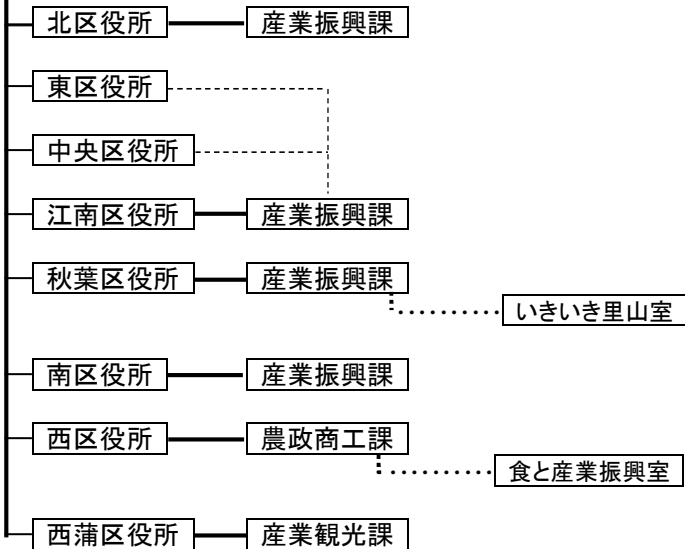 北区役所 産業振興課
東区役所
中央区役所
江南区役所 産業振興課
秋葉区役所 産業振興課
いきいき里山室
南区役所 産業振興課
西区役所 農政商工課
食と産業振興室
西蒲区役所 産業観光課